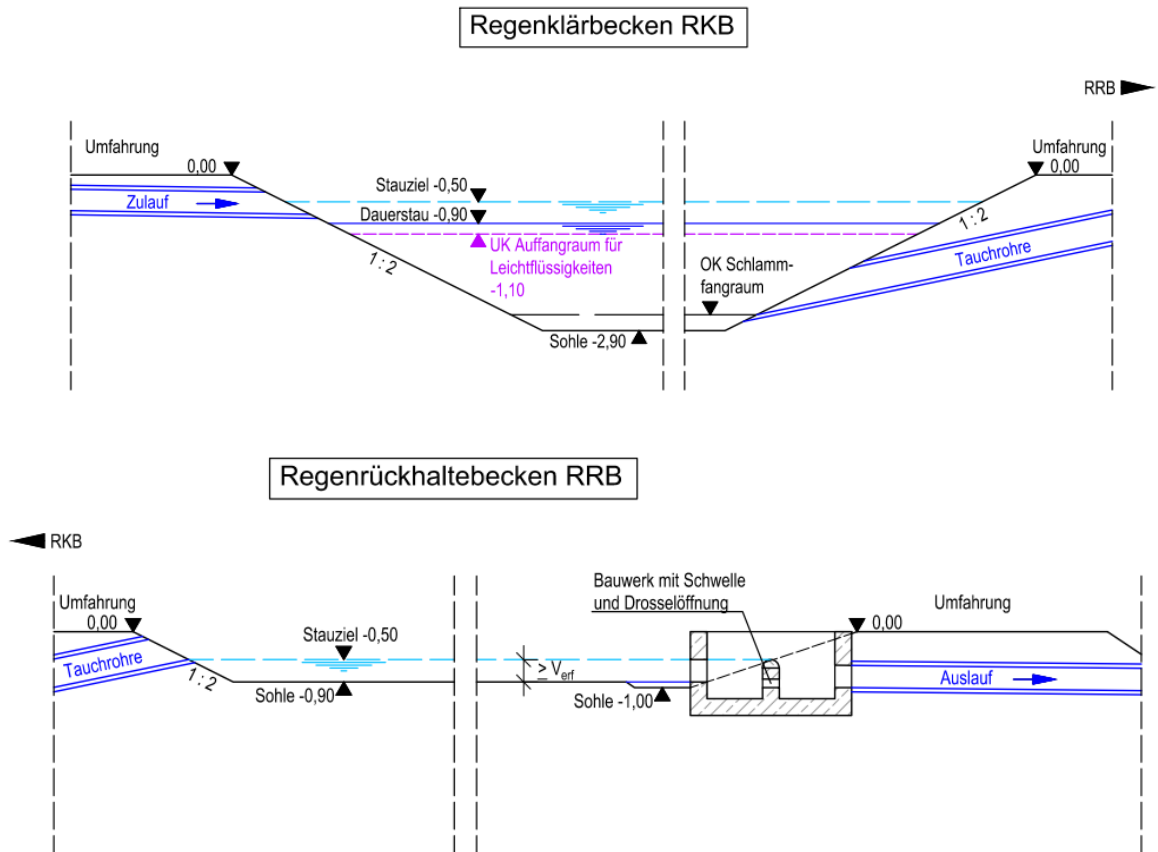 Regenklärbecken RKB
RRB
Umfahrung
0,00
Umfahrung
0,00
Stauziel -0,50
Zulauf
Dauerstau -0,90
1 : 2
1 : 2
UK Auffangraum für
Leichtflüssigkeiten
-1,10
OK Schlamm-
fangraum
Tauchrohre
Sohle -2,90
Regenrückhaltebecken RRB
RKB
Umfahrung
0,00
Bauwerk mit Schwelle
und Drosselöffnung
Umfahrung
0,00
Stauziel -0,50
Tauchrohre
1 : 2
≥ Verf
Sohle -0,90
Sohle -1,00
Auslauf